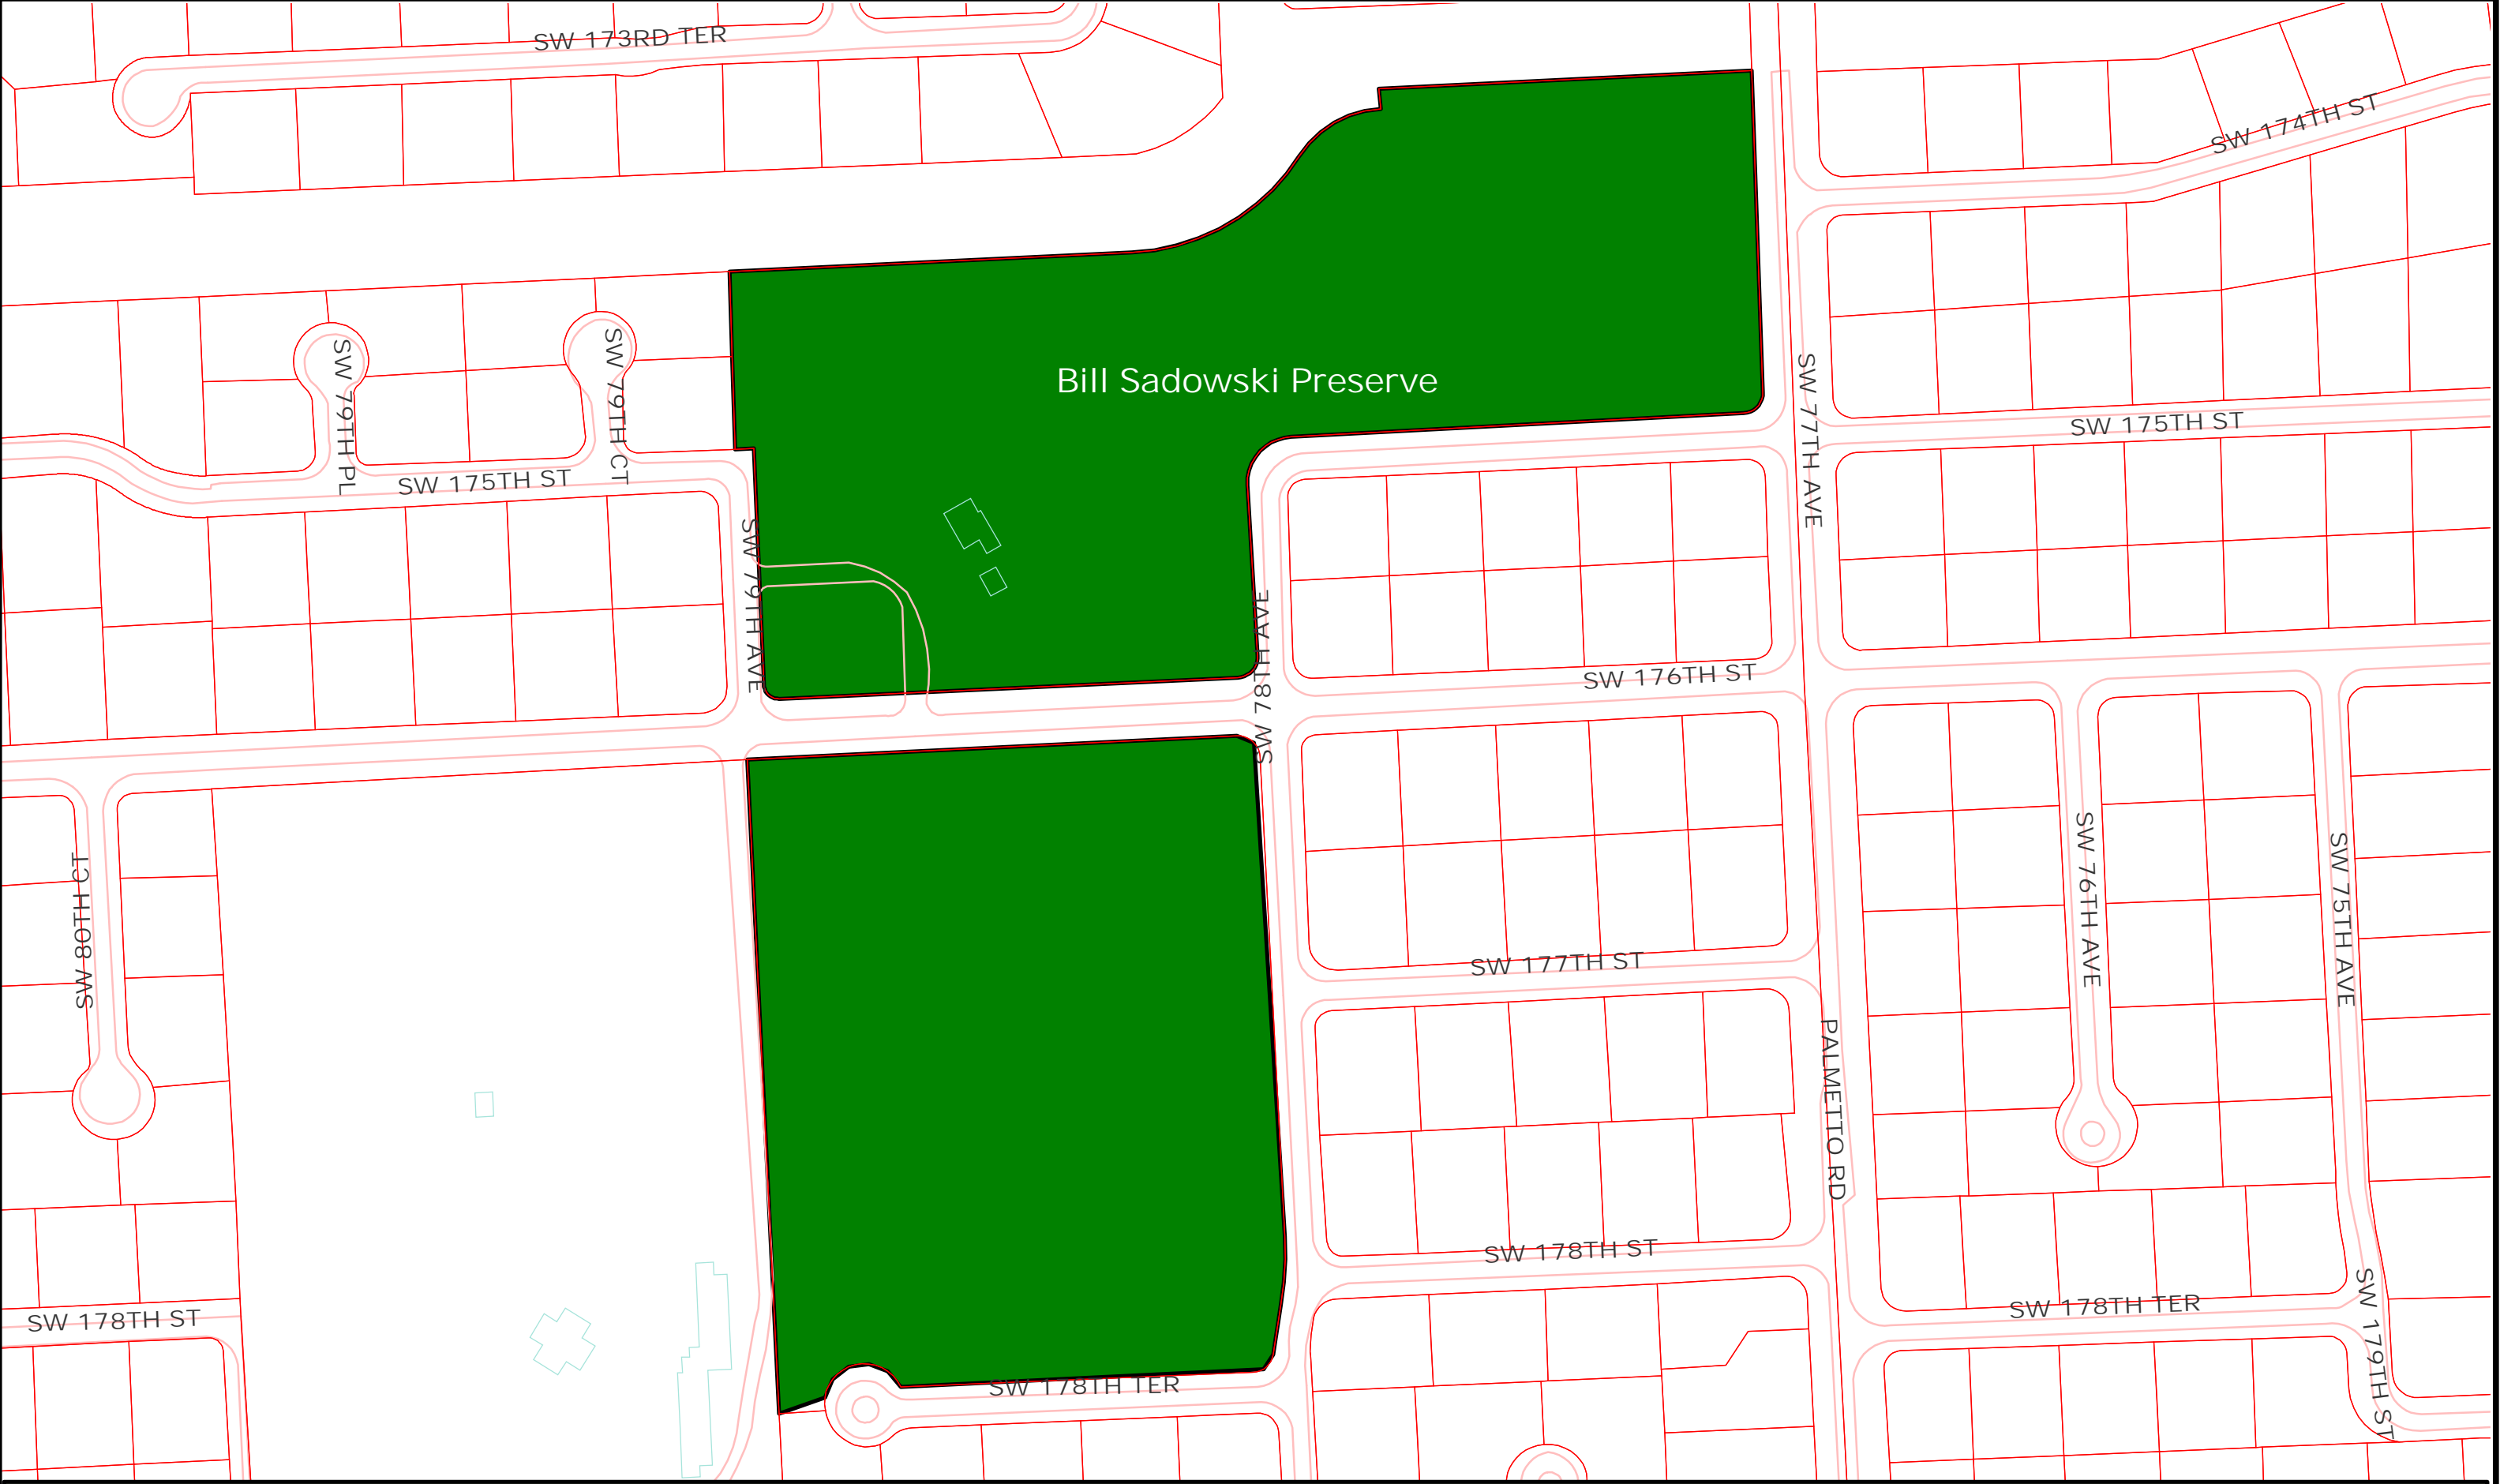 SW 173RD TER
SW 174TH ST
Bill Sadowski Preserve
SW 79TH PL
SW 79TH CT
SW 77TH AVE
SW 175TH ST
SW 175TH ST
SW 79TH AVE
SW 78TH AVE
SW 176TH ST
SW 80TH CT
SW 76TH AVE
SW 75TH AVE
SW 177TH ST
PALMETTO RD
SW 178TH ST
SW 178TH ST
SW 178TH TER
SW 178TH TER
SW 179TH ST